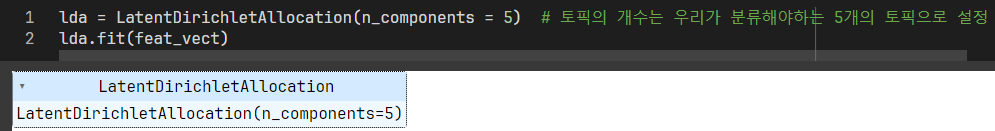 1 lda = LatentDirichletAllocation(n_components = 5) # 토픽의 개수는 우리가 분류해야하는 5개의 토픽으로 설정
2 lda.fit(feat_vect)
▾ LatentDirichletAllocation
LatentDirichletAllocation(n_components=5)